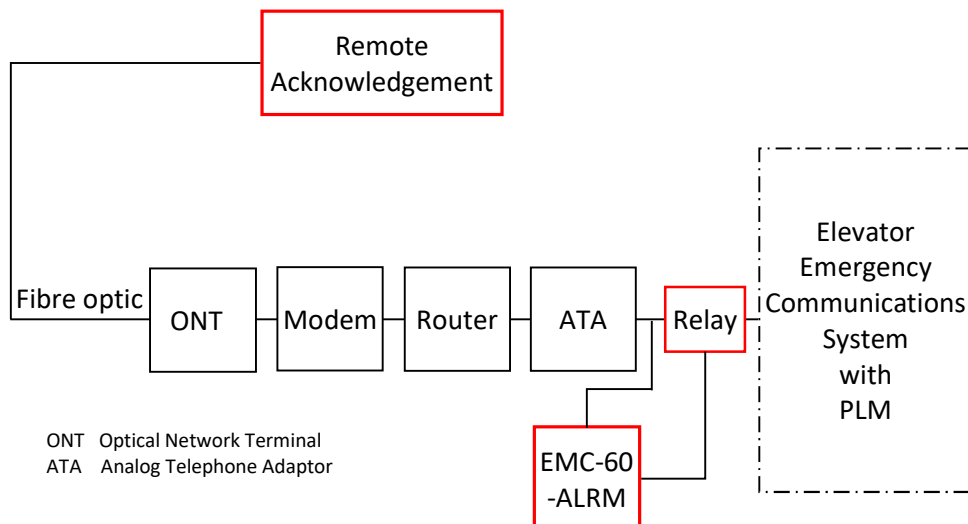 Remote
Acknowledgement
Elevator
Emergency
Communications
System
with
PLM
Fibre optic
ONT
Modem
Router
ATA
Relay
EMC-60
-ALRM
ONT Optical Network Terminal
ATA Analog Telephone Adaptor